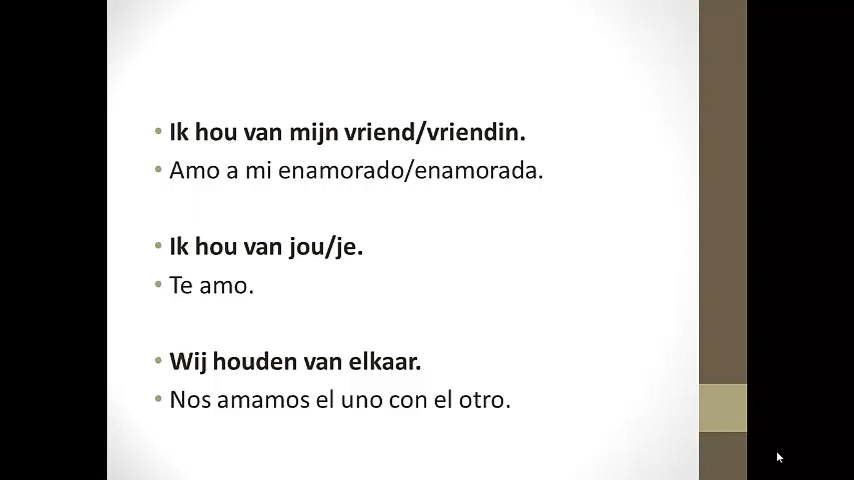 • Ik hou van mijn vriend/vriendin.
• Amo a mi enamorado/enamorada.
• Ik hou van jou/je.
• Te amo.
• Wij houden van elkaar.
• Nos amamos el uno con el otro.